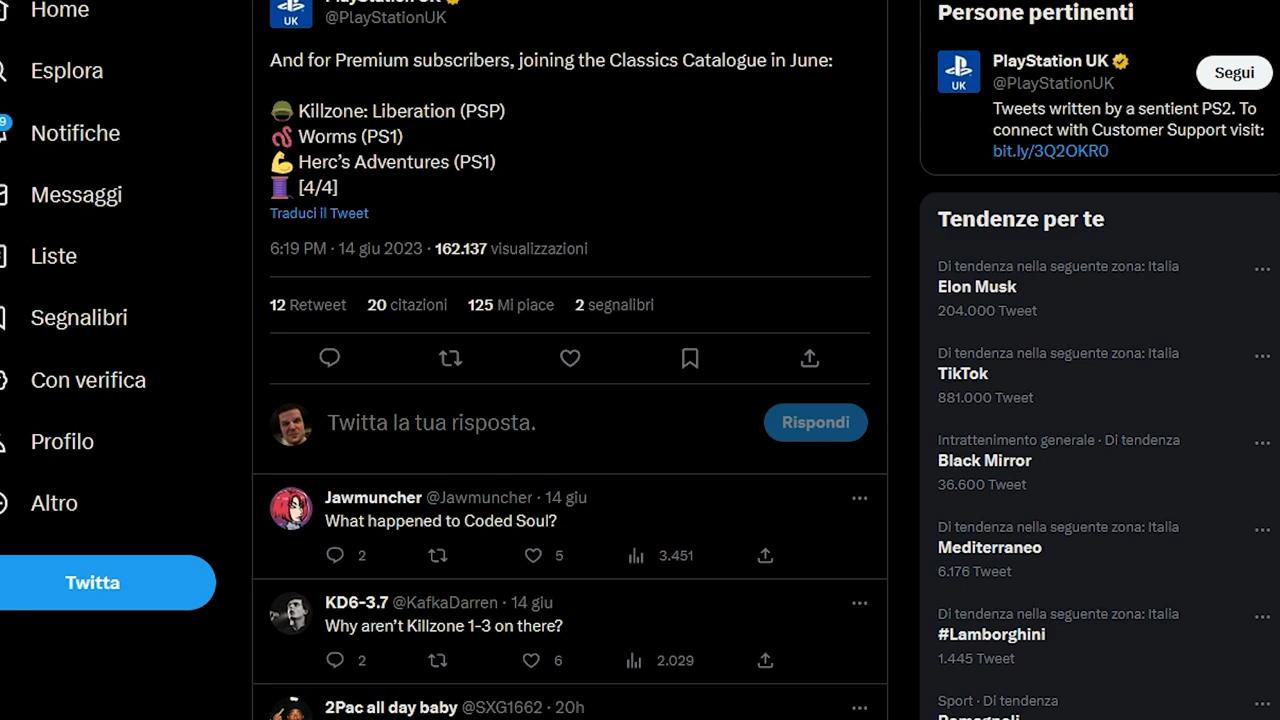 Home
Esplora
9
Notifiche
Messaggi
Liste
Segnalibri
Con verifica
Profilo
Altro
Twitta
UK
@PlayStationUK
And for Premium subscribers, joining the Classics Catalogue in June:
Killzone: Liberation (PSP)
Worms (PS1)
Herc’s Adventures (PS1)
[4/4]
Traduci il Tweet
6:19 PM · 14 giu 2023 · 162.137 visualizzazioni
12 Retweet 20 citazioni 125 Mi piace 2 segnalibri
Twitta la tua risposta.
Rispondi
Jawmuncher @Jawmuncher · 14 giu
What happened to Coded Soul?
2 5 3.451
KD6-3.7 @KafkaDarren · 14 giu
Why aren’t Killzone 1-3 on there?
2 6 2.029
2Pac all day baby @SXG1662 · 20h
Persone pertinenti
UK
PlayStation UK
@PlayStationUK
Segui
Tweets written by a sentient PS2. To
connect with Customer Support visit:
bit.ly/3Q2OKR0
Tendenze per te
Di tendenza nella seguente zona: Italia
Elon Musk
204.000 Tweet
Di tendenza nella seguente zona: Italia
TikTok
881.000 Tweet
Intrattenimento generale · Di tendenza
Black Mirror
36.600 Tweet
Di tendenza nella seguente zona: Italia
Mediterraneo
6.176 Tweet
Di tendenza nella seguente zona: Italia
#Lamborghini
1.445 Tweet
Sport · Di tendenza